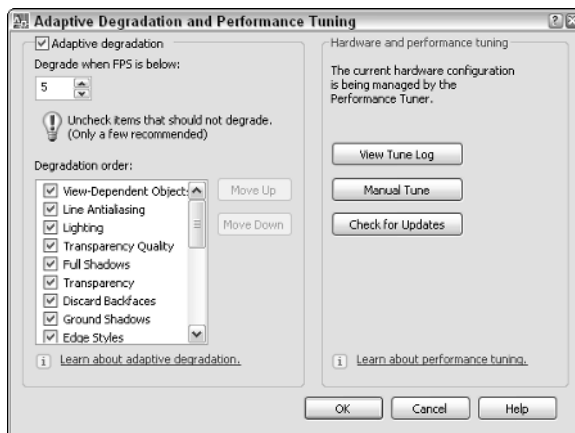 Adaptive Degradation and Performance Tuning
Adaptive degradation
Degrade when FPS is below:
5
Uncheck items that should not degrade.
(Only a few recommended)
Degradation order:
View-Dependent Object:
Line Antialiasing
Lighting
Transparency Quality
Full Shadows
Transparency
Discard Backfaces
Ground Shadows
Edge Styles
Move Up
Move Down
Learn about adaptive degradation.
Hardware and performance tuning
The current hardware configuration
is being managed by the
Performance Tuner.
View Tune Log
Manual Tune
Check for Updates
Learn about performance tuning.
OK
Cancel
Help